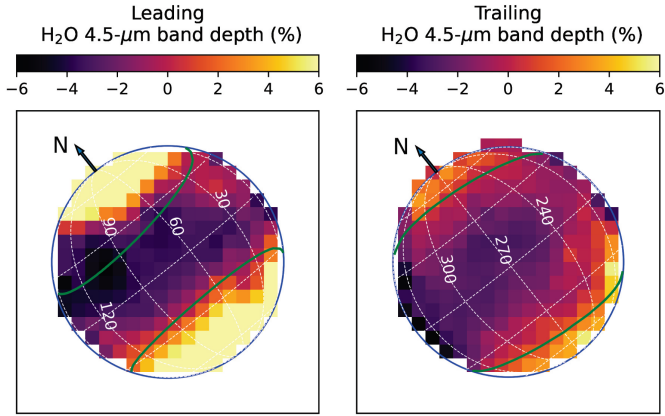 Leading
H₂O 4.5-μm band depth (%)
−6 −4 −2 0 2 4 6
N
30
60
90
120
Trailing
H₂O 4.5-μm band depth (%)
−6 −4 −2 0 2 4 6
N
240
270
300